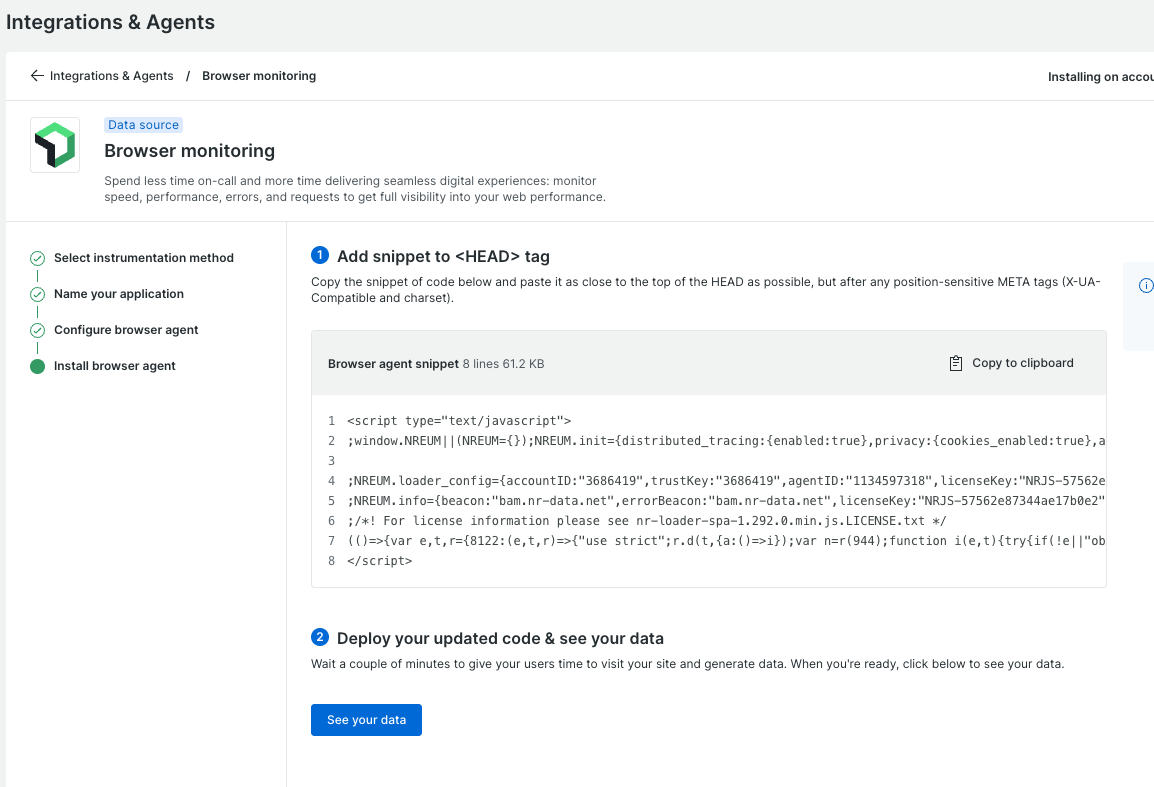 Integrations & Agents
Integrations & Agents / Browser monitoring
Installing on accou
Data source
Browser monitoring
Spend less time on-call and more time delivering seamless digital experiences: monitor
speed, performance, errors, and requests to get full visibility into your web performance.
Select instrumentation method
Name your application
Configure browser agent
Install browser agent
1 Add snippet to <HEAD> tag
Copy the snippet of code below and paste it as close to the top of the HEAD as possible, but after any position-sensitive META tags (X-UA-
Compatible and charset).
Browser agent snippet 8 lines 61.2 KB
Copy to clipboard
1 <script type="text/javascript">
2 ;window.NREUM||(NREUM={});NREUM.init={distributed_tracing:{enabled:true},privacy:{cookies_enabled:true},a
3
4 ;NREUM.loader_config={accountID:"3686419",trustKey:"3686419",agentID:"1134597318",licenseKey:"NRJS-57562e
5 ;NREUM.info={beacon:"bam.nr-data.net",errorBeacon:"bam.nr-data.net",licenseKey:"NRJS-57562e87344ae17b0e2"
6 ;/*! For license information please see nr-loader-spa-1.292.0.min.js.LICENSE.txt */
7 (()=>{var e,t,r={8122:(e,t,r)=>{"use strict";r.d(t,{a:()=>i});var n=r(944);function i(e,t){try{if(!e||"ob
8 </script>
2 Deploy your updated code & see your data
Wait a couple of minutes to give your users time to visit your site and generate data. When you're ready, click below to see your data.
See your data